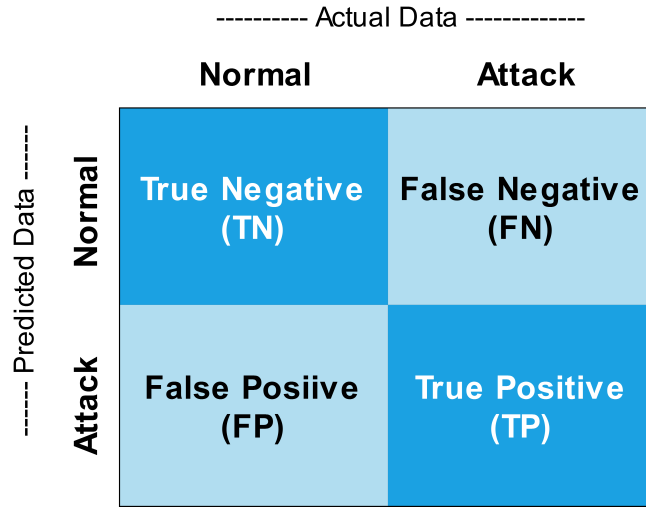 ---------- Actual Data -------------
Normal
Attack
------ Predicted Data ------
Normal
True Negative
(TN)
False Negative
(FN)
Attack
False Posiive
(FP)
True Positive
(TP)